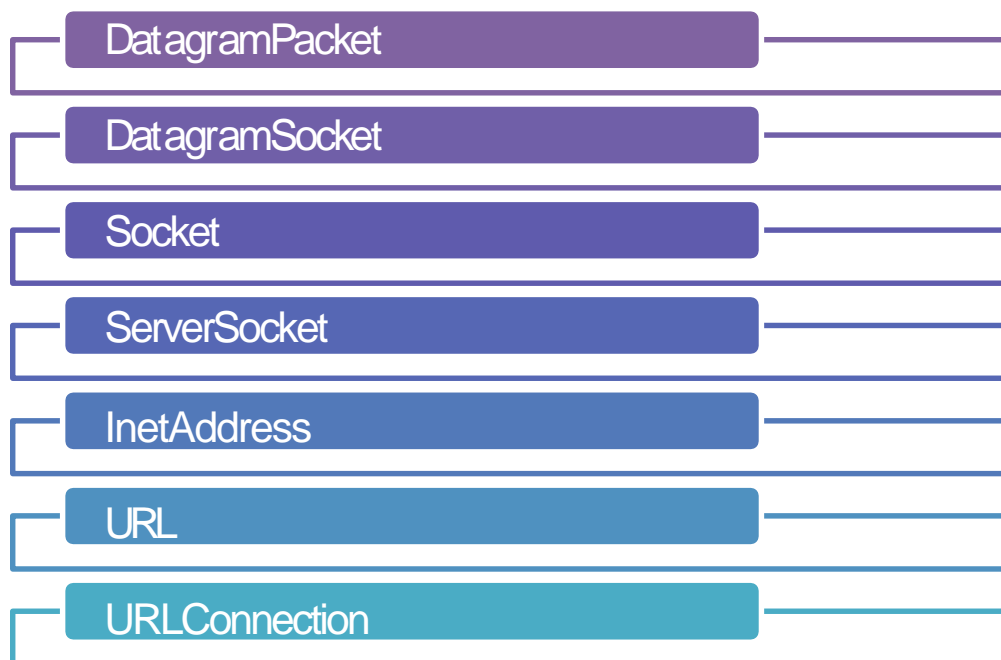 DatagramPacket
DatagramSocket
Socket
ServerSocket
InetAddress
URL
URLConnection